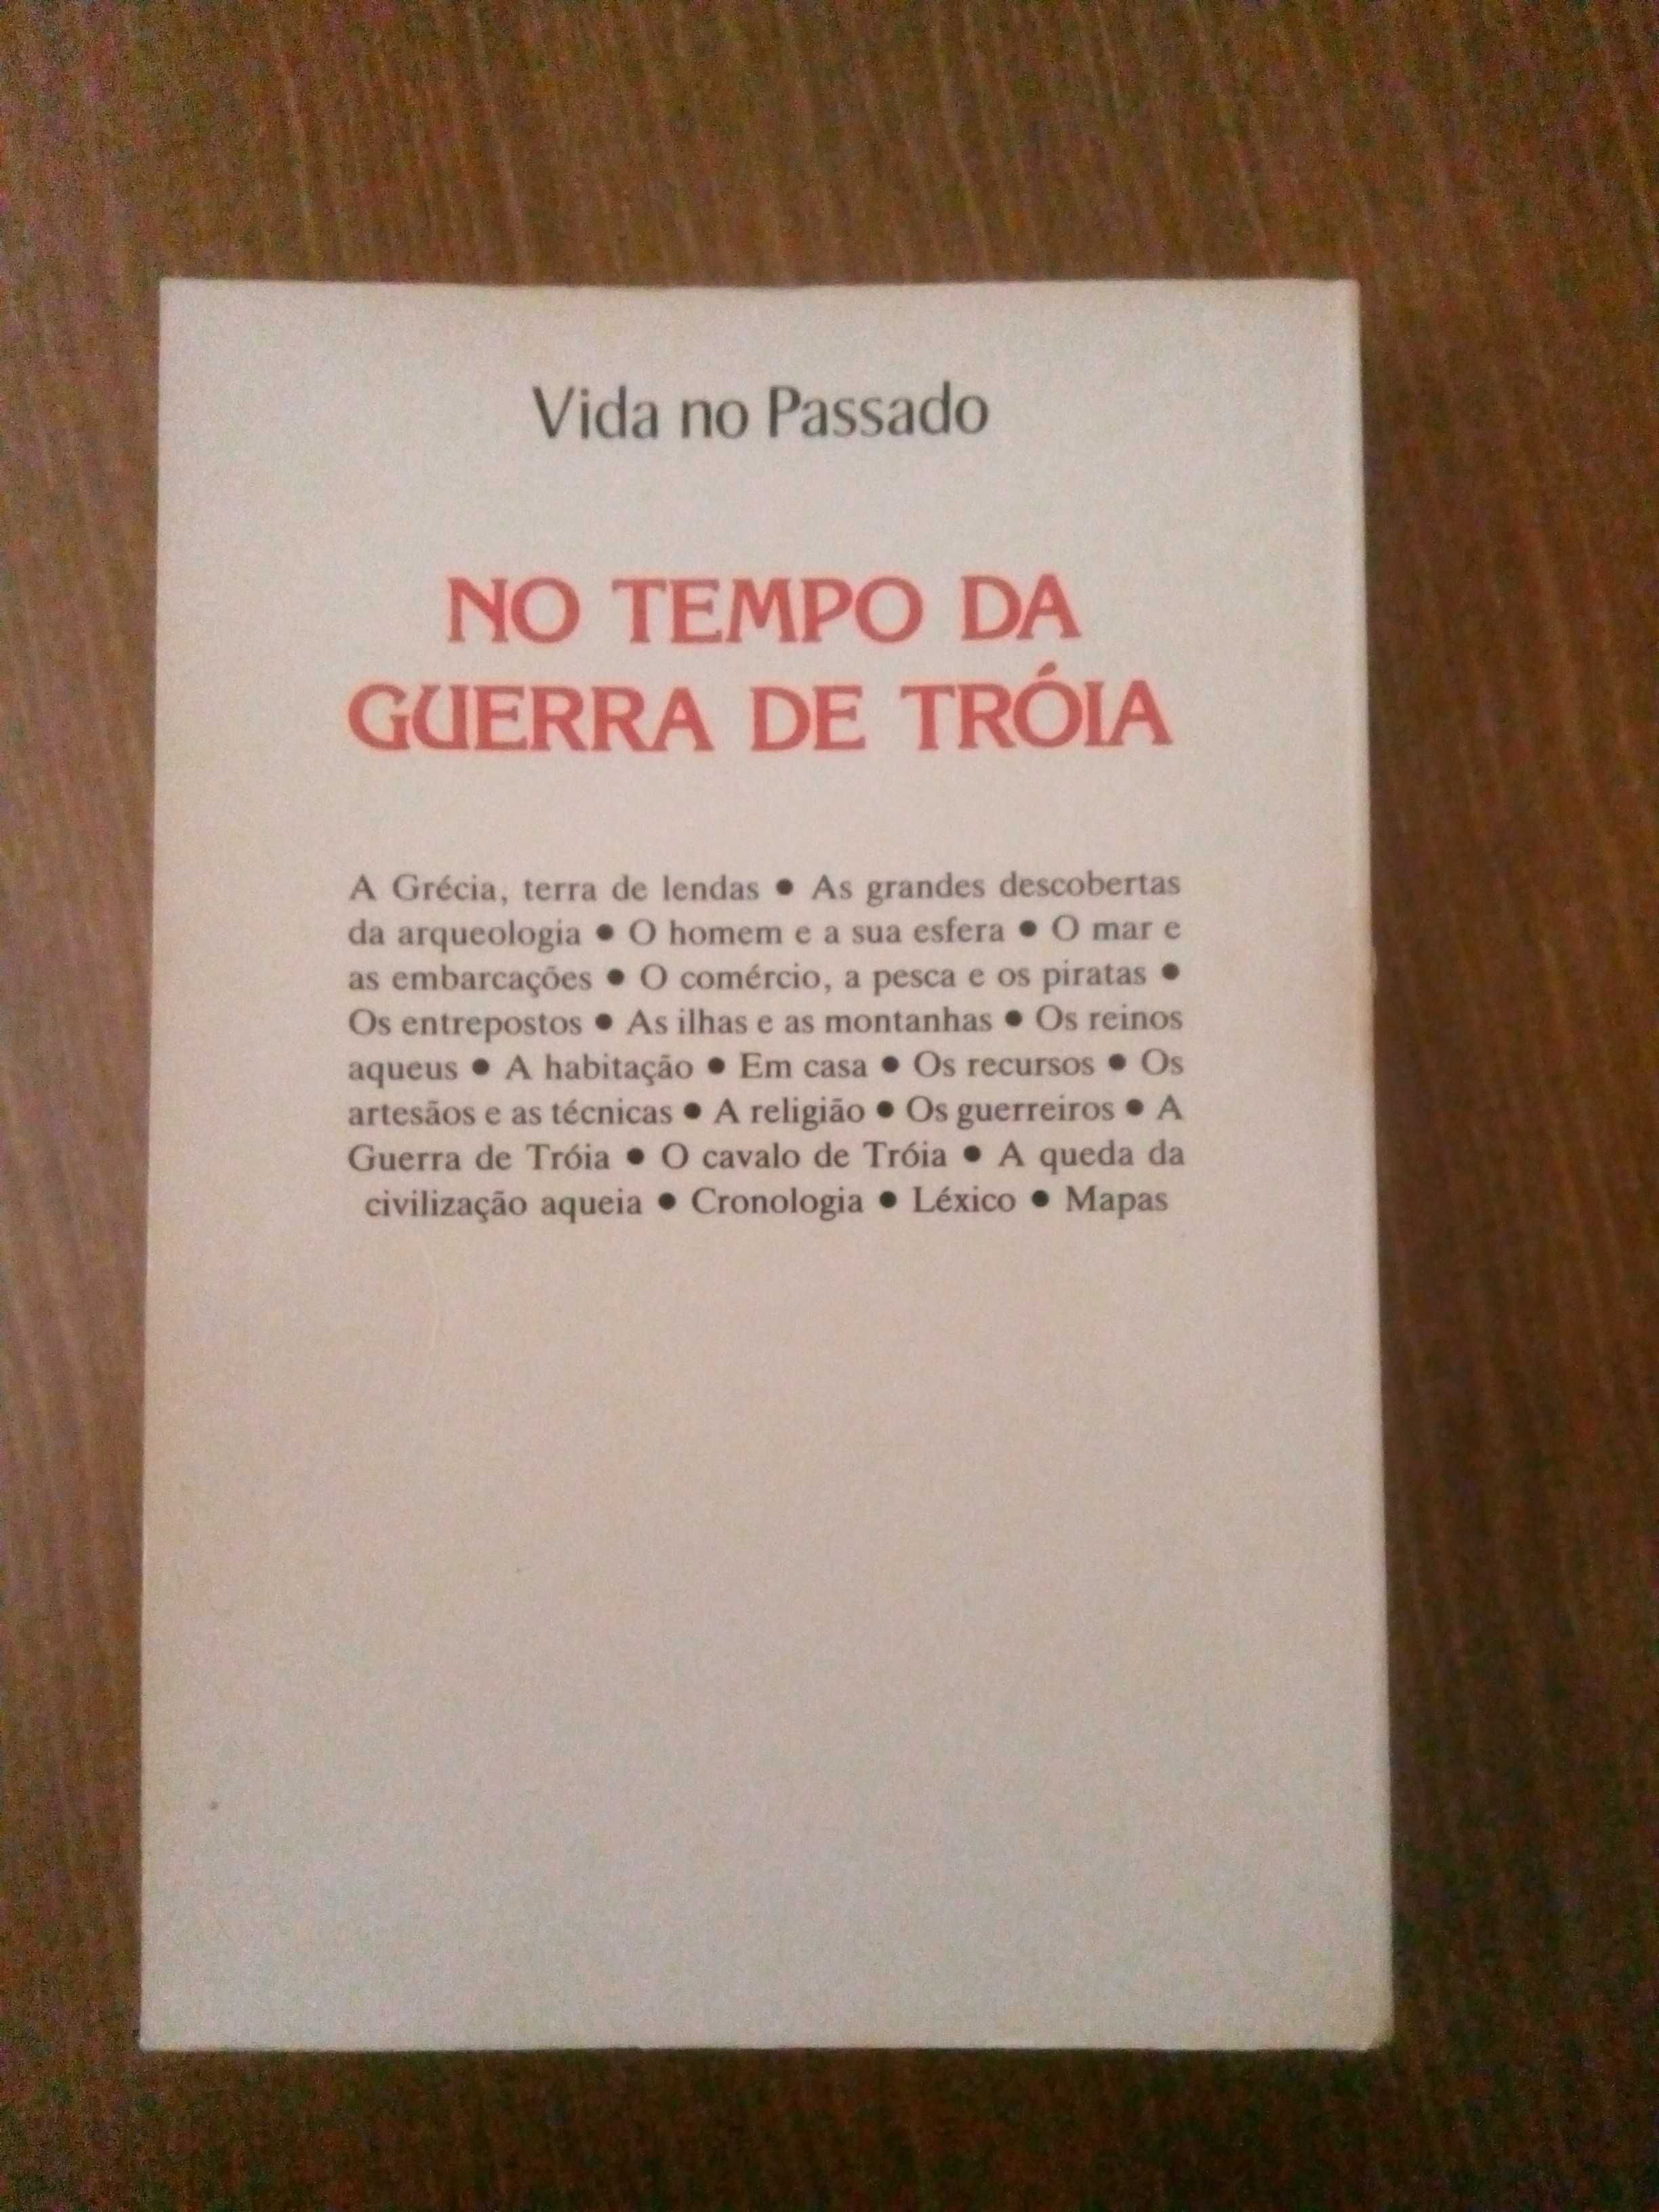 Vida no Passado
NO TEMPO DA
GUERRA DE TRÓIA
A Grécia, terra de lendas ● As grandes descobertas
da arqueologia ● O homem e a sua esfera ● O mar e
as embarcações ● O comércio, a pesca e os piratas ●
Os entrepostos ● As ilhas e as montanhas ● Os reinos
aqueus ● A habitação ● Em casa ● Os recursos ● Os
artesãos e as técnicas ● A religião ● Os guerreiros ● A
Guerra de Tróia ● O cavalo de Tróia ● A queda da
civilização aqueia ● Cronologia ● Léxico ● Mapas